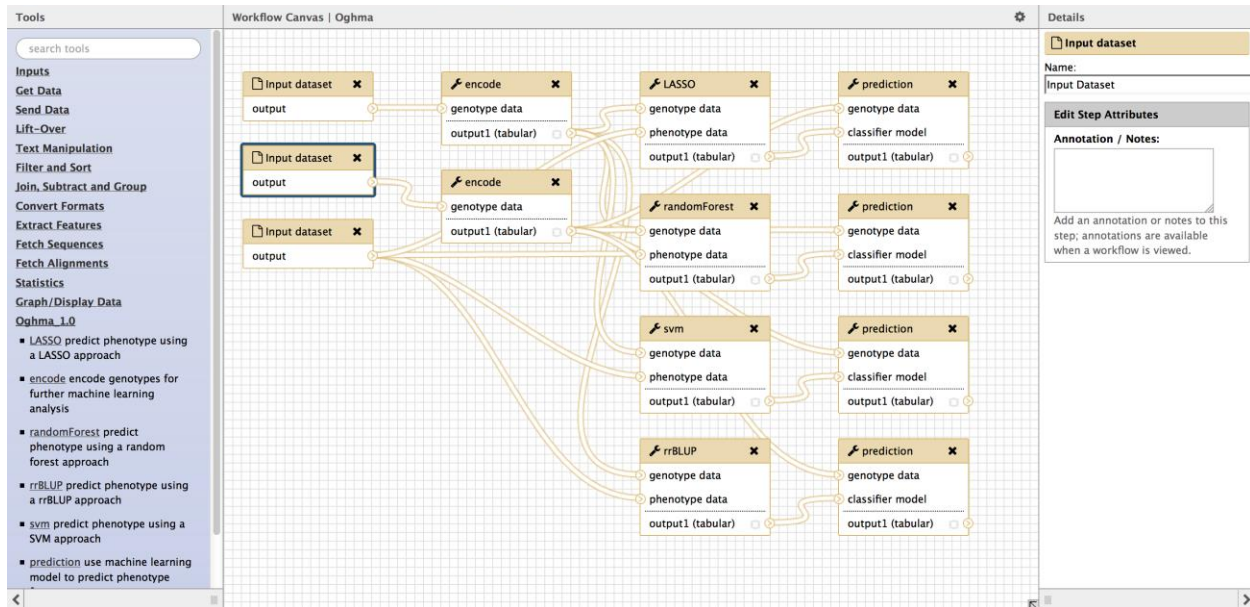 Tools
search tools
Inputs
Get Data
Send Data
Lift-Over
Text Manipulation
Filter and Sort
Join, Subtract and Group
Convert Formats
Extract Features
Fetch Sequences
Fetch Alignments
Statistics
Graph/Display Data
Oghma_1.0
LASSO predict phenotype using
a LASSO approach
encode encode genotypes for
further machine learning
analysis
randomForest predict
phenotype using a random
forest approach
rrBLUP predict phenotype using
a rrBLUP approach
svm predict phenotype using a
SVM approach
prediction use machine learning
model to predict phenotype
Workflow Canvas | Oghma
Input dataset
output
Input dataset
output
Input dataset
output
encode
genotype data
output1 (tabular)
encode
genotype data
output1 (tabular)
LASSO
genotype data
phenotype data
output1 (tabular)
randomForest
genotype data
phenotype data
output1 (tabular)
svm
genotype data
phenotype data
output1 (tabular)
rrBLUP
genotype data
phenotype data
output1 (tabular)
prediction
genotype data
classifier model
output1 (tabular)
prediction
genotype data
classifier model
output1 (tabular)
prediction
genotype data
classifier model
output1 (tabular)
prediction
genotype data
classifier model
output1 (tabular)
Details
Input dataset
Name:
Input Dataset
Edit Step Attributes
Annotation / Notes:
Add an annotation or notes to this
step; annotations are available
when a workflow is viewed.